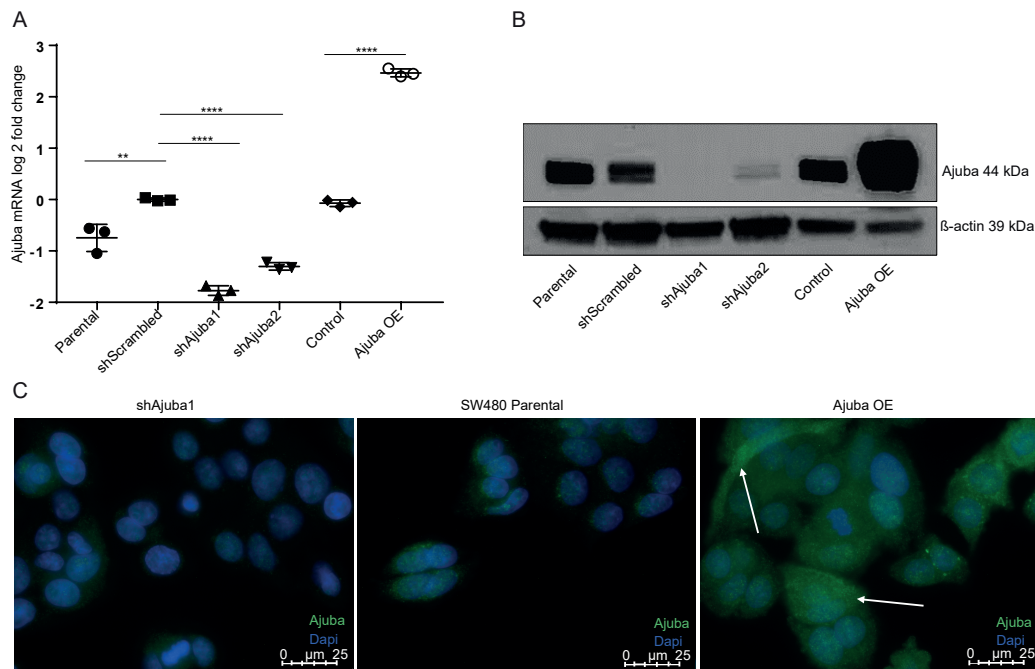 A
Ajuba mRNA log 2 fold change
3
2
1
0
-1
-2
**
****
****
****
Parental
shScrambled
shAjuba1
shAjuba2
Control
Ajuba OE
B
Ajuba 44 kDa
ß-actin 39 kDa
Parental
shScrambled
shAjuba1
shAjuba2
Control
Ajuba OE
C
shAjuba1
Ajuba
Dapi
0 µm 25
SW480 Parental
Ajuba
Dapi
0 µm 25
Ajuba OE
Ajuba
Dapi
0 µm 25